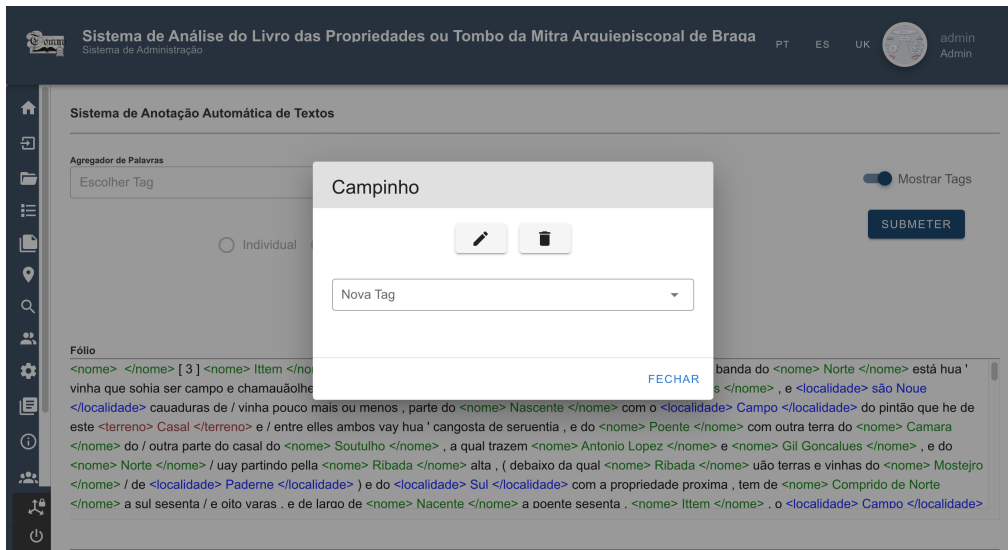 Tomm
Sistema de Análise do Livro das Propriedades ou Tombo da Mitra Arquiepiscopal de Braga
Sistema de Administração
PT ES UK
admin
Admin
Sistema de Anotação Automática de Textos
Agregador de Palavras
Escolher Tag
Mostrar Tags
SUBMETER
Individual
Campinho
Nova Tag
FECHAR
Fólio
<nome> </nome> [ 3 ] <nome> Ittem </no banda do <nome> Norte </nome> está hua '
vinha que sohia ser campo e chamauãolhe s </nome> , e <localidade> são Noue
</localidade> cauaduras de / vinha pouco mais ou menos , parte do <nome> Nascente </nome> com o <localidade> Campo </localidade> do pintão que he de
este <terreno> Casal </terreno> e / entre elles ambos vay hua ' cangosta de seruentia , e do <nome> Poente </nome> com outra terra do <nome> Camara
</nome> do / outra parte do casal do <nome> Soutulho </nome> , a qual trazem <nome> Antonio Lopez </nome> e <nome> Gil Goncalues </nome> , e do
<nome> Norte </nome> / uay partindo pella <nome> Ribada </nome> alta , ( debaixo da qual <nome> Ribada </nome> uão terras e vinhas do <nome> Mostejro
</nome> / de <localidade> Paderne </localidade> ) e do <localidade> Sul </localidade> com a propriedade proxima , tem de <nome> Comprido de Norte
</nome> a sul sesenta / e oito varas , e de largo de <nome> Nacente </nome> a poente sesenta . <nome> Ittem </nome> , o <localidade> Campo </localidade>